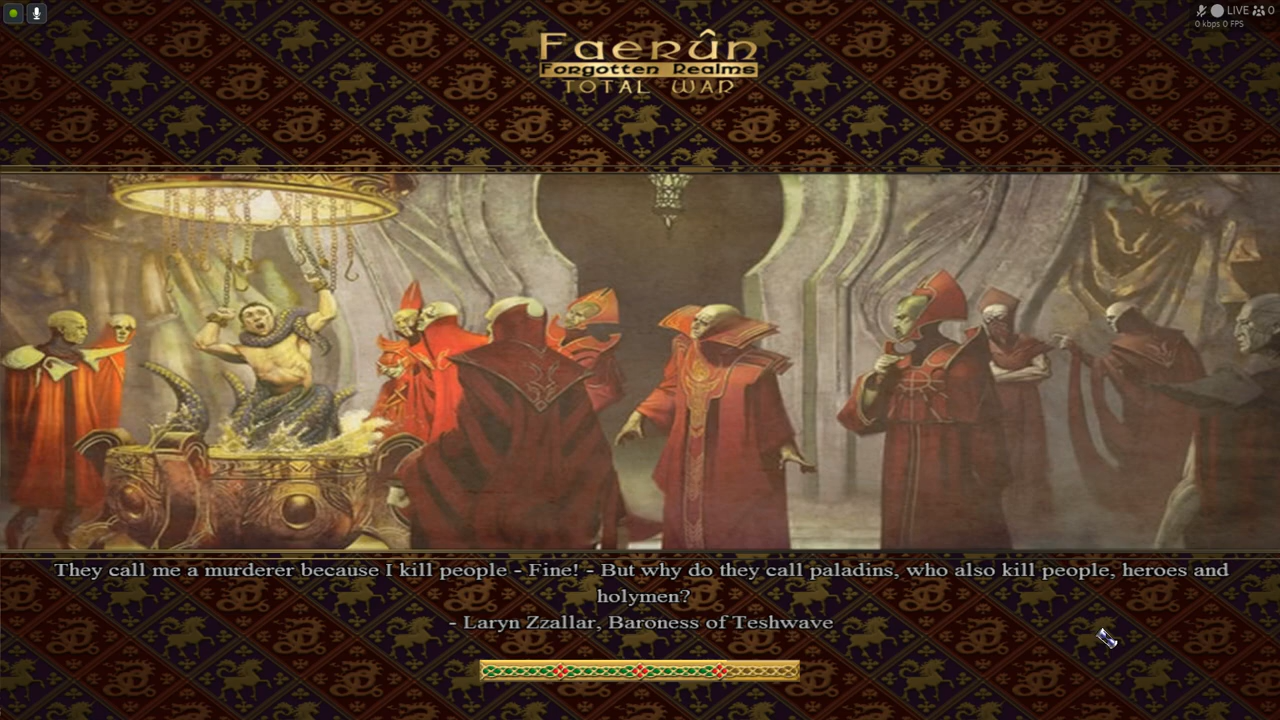 LIVE 0
0 kbps 0 FPS
Faerûn
Forgotten Realms
TOTAL WAR
They call me a murderer because I kill people - Fine! - But why do they call paladins, who also kill people, heroes and
holymen?
- Laryn Zzallar, Baroness of Teshwave